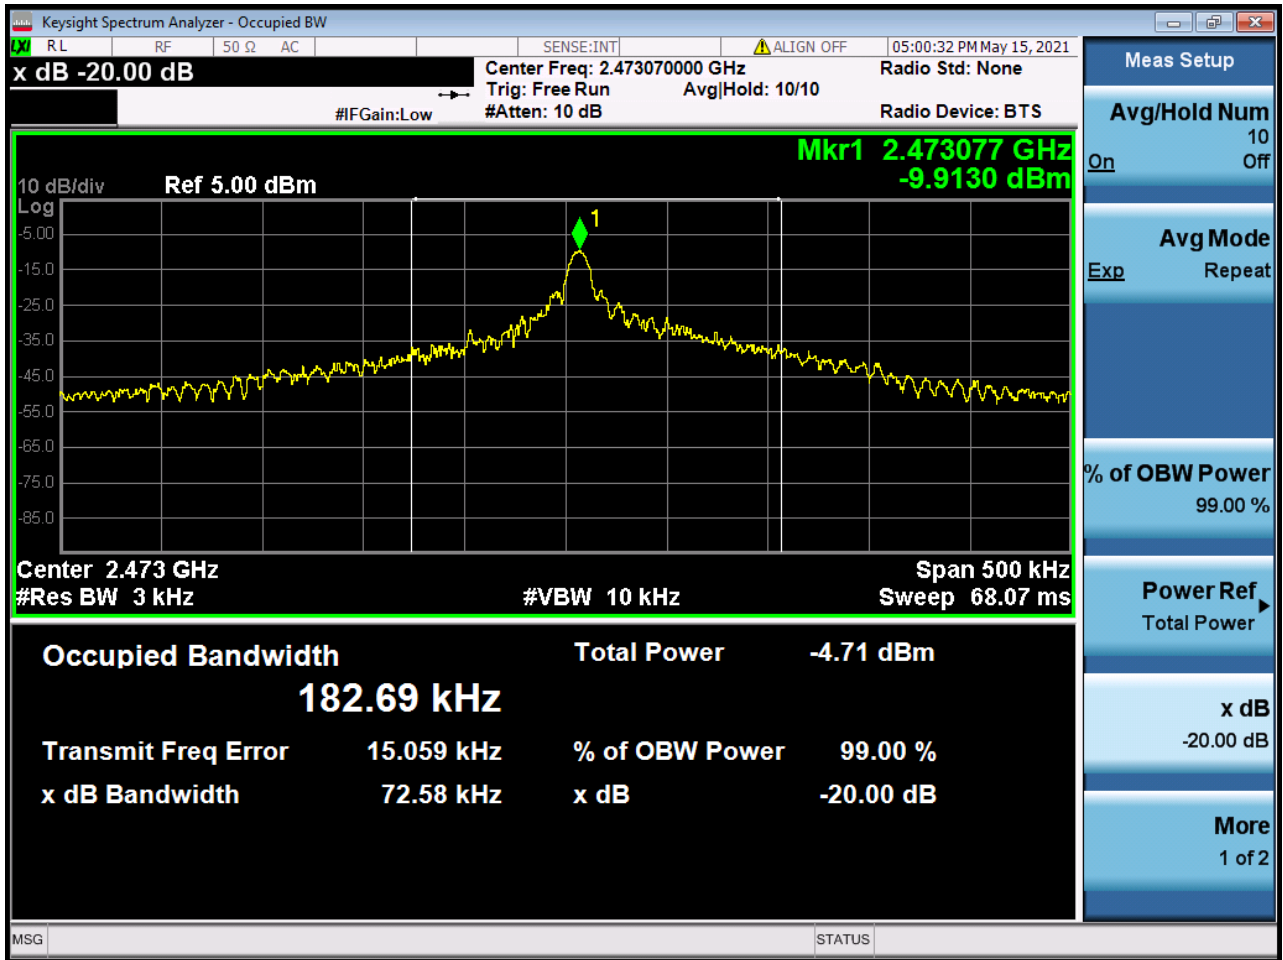 Keysight Spectrum Analyzer - Occupied BW
LXI RL RF 50 Ω AC SENSE:INT ALIGN OFF 05:00:32 PM May 15, 2021
x dB -20.00 dB
Center Freq: 2.473070000 GHz Radio Std: None
Trig: Free Run Avg|Hold: 10/10
#IFGain:Low #Atten: 10 dB Radio Device: BTS
Mkr1 2.473077 GHz
-9.9130 dBm
10 dB/div Ref 5.00 dBm
Log
1
-5.00
-15.0
-25.0
-35.0
-45.0
-55.0
-65.0
-75.0
-85.0
Center 2.473 GHz Span 500 kHz
#Res BW 3 kHz #VBW 10 kHz Sweep 68.07 ms
Occupied Bandwidth Total Power -4.71 dBm
182.69 kHz
Transmit Freq Error 15.059 kHz % of OBW Power 99.00 %
x dB Bandwidth 72.58 kHz x dB -20.00 dB
MSG STATUS
Meas Setup
Avg/Hold Num
10
On Off
Avg Mode
Exp Repeat
% of OBW Power
99.00 %
Power Ref
Total Power
x dB
-20.00 dB
More
1 of 2